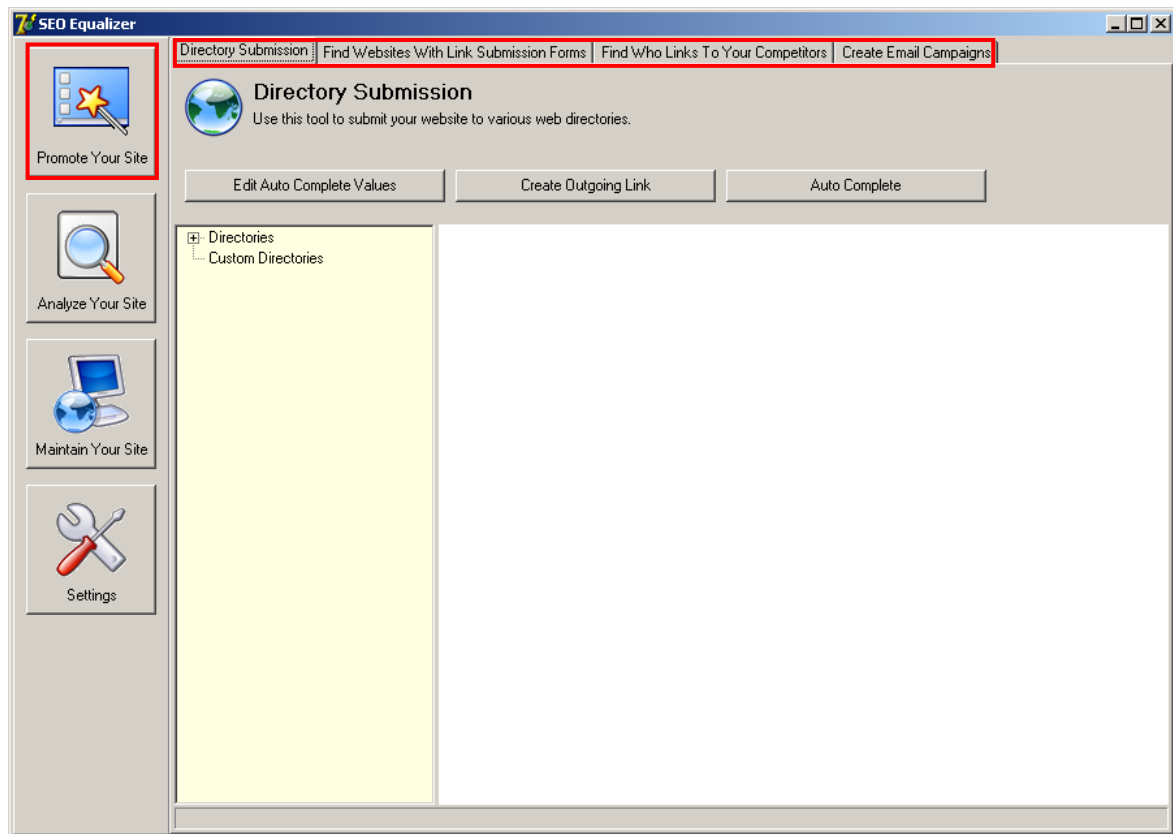 SEO Equalizer
Directory Submission Find Websites With Link Submission Forms Find Who Links To Your Competitors Create Email Campaigns
Directory Submission
Use this tool to submit your website to various web directories.
Promote Your Site
Edit Auto Complete Values Create Outgoing Link Auto Complete
Directories
Custom Directories
Analyze Your Site
Maintain Your Site
Settings